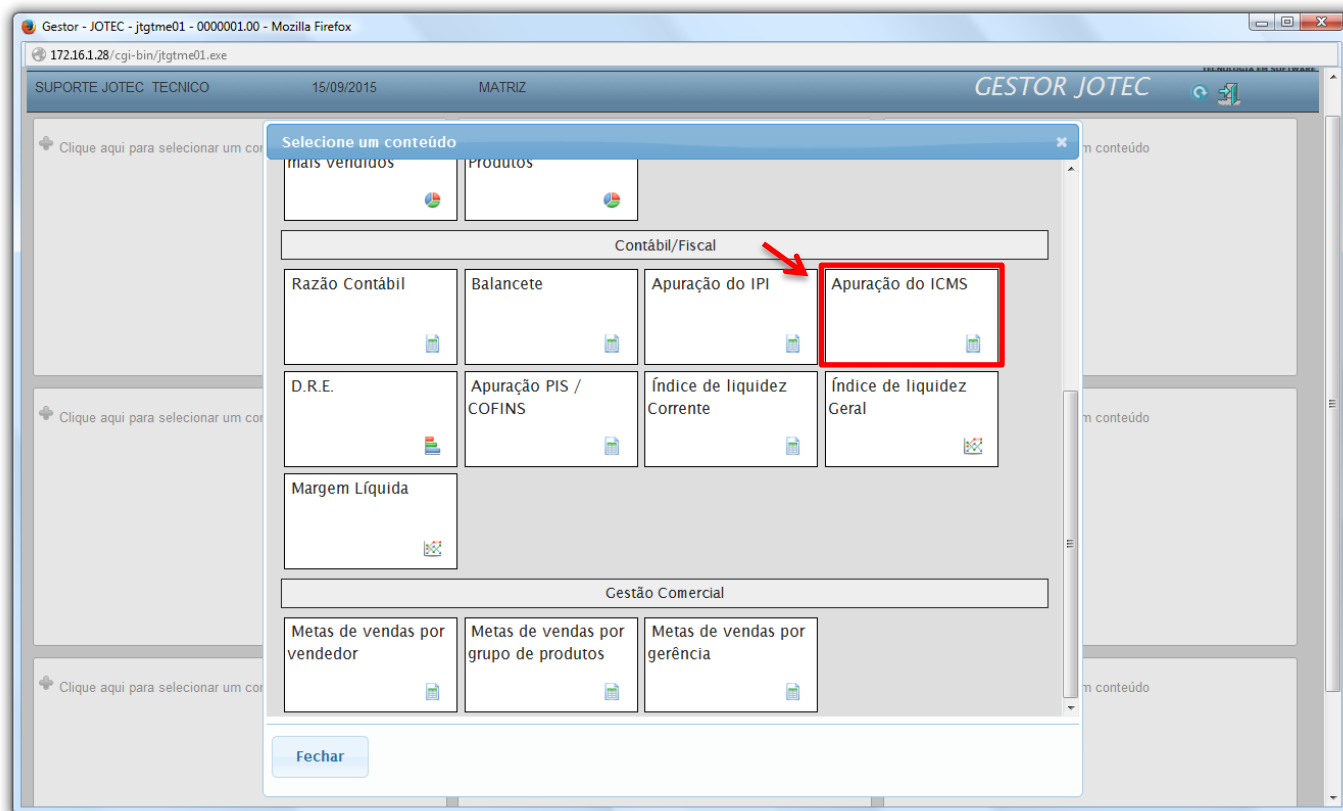 Gestor - JOTEC - jtgtme01 - 0000001.00 - Mozilla Firefox
172.16.1.28/cgi-bin/jtgtme01.exe
TECNOLOGIA EM SOFTWARE
SUPORTE JOTEC TECNICO 15/09/2015 MATRIZ GESTOR JOTEC
Selecione um conteúdo
Clique aqui para selecionar um con
m conteúdo
mais vendidos
Produtos
Contábil/Fiscal
Razão Contábil
Balancete
Apuração do IPI
Apuração do ICMS
D.R.E.
Apuração PIS /
COFINS
Índice de liquidez
Corrente
Índice de liquidez
Geral
Clique aqui para selecionar um con
m conteúdo
Margem Líquida
Gestão Comercial
Metas de vendas por
vendedor
Metas de vendas por
grupo de produtos
Metas de vendas por
gerência
Clique aqui para selecionar um con
m conteúdo
Fechar